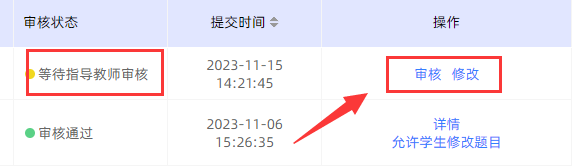 审核状态 提交时间 操作
等待指导教师审核 2023-11-15 14:21:45 审核 修改
审核通过 2023-11-06 15:26:35 详情
允许学生修改题目